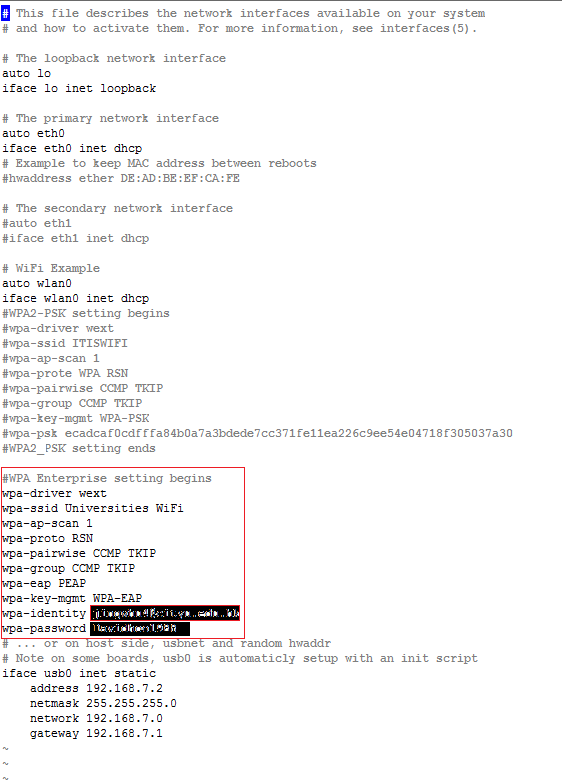 # This file describes the network interfaces available on your system
# and how to activate them. For more information, see interfaces(5).
# The loopback network interface
auto lo
iface lo inet loopback
# The primary network interface
auto eth0
iface eth0 inet dhcp
# Example to keep MAC address between reboots
#hwaddress ether DE:AD:BE:EF:CA:FE
# The secondary network interface
#auto eth1
#iface eth1 inet dhcp
# WiFi Example
auto wlan0
iface wlan0 inet dhcp
#WPA2-PSK setting begins
#wpa-driver wext
#wpa-ssid ITISWIFI
#wpa-ap-scan 1
#wpa-prote WPA RSN
#wpa-pairwise CCMP TKIP
#wpa-group CCMP TKIP
#wpa-key-mgmt WPA-PSK
#wpa-psk ecadcaf0cdfffa84b0a7a3bdede7cc371fe11ea226c9ee54e04718f305037a30
#WPA2_PSK setting ends
#WPA Enterprise setting begins
wpa-driver wext
wpa-ssid Universities WiFi
wpa-ap-scan 1
wpa-proto RSN
wpa-pairwise CCMP TKIP
wpa-group CCMP TKIP
wpa-eap PEAP
wpa-key-mgmt WPA-EAP
wpa-identity
wpa-password
# ... or on host side, usbnet and random hwaddr
# Note on some boards, usb0 is automaticly setup with an init script
iface usb0 inet static
address 192.168.7.2
netmask 255.255.255.0
network 192.168.7.0
gateway 192.168.7.1
~
~
~